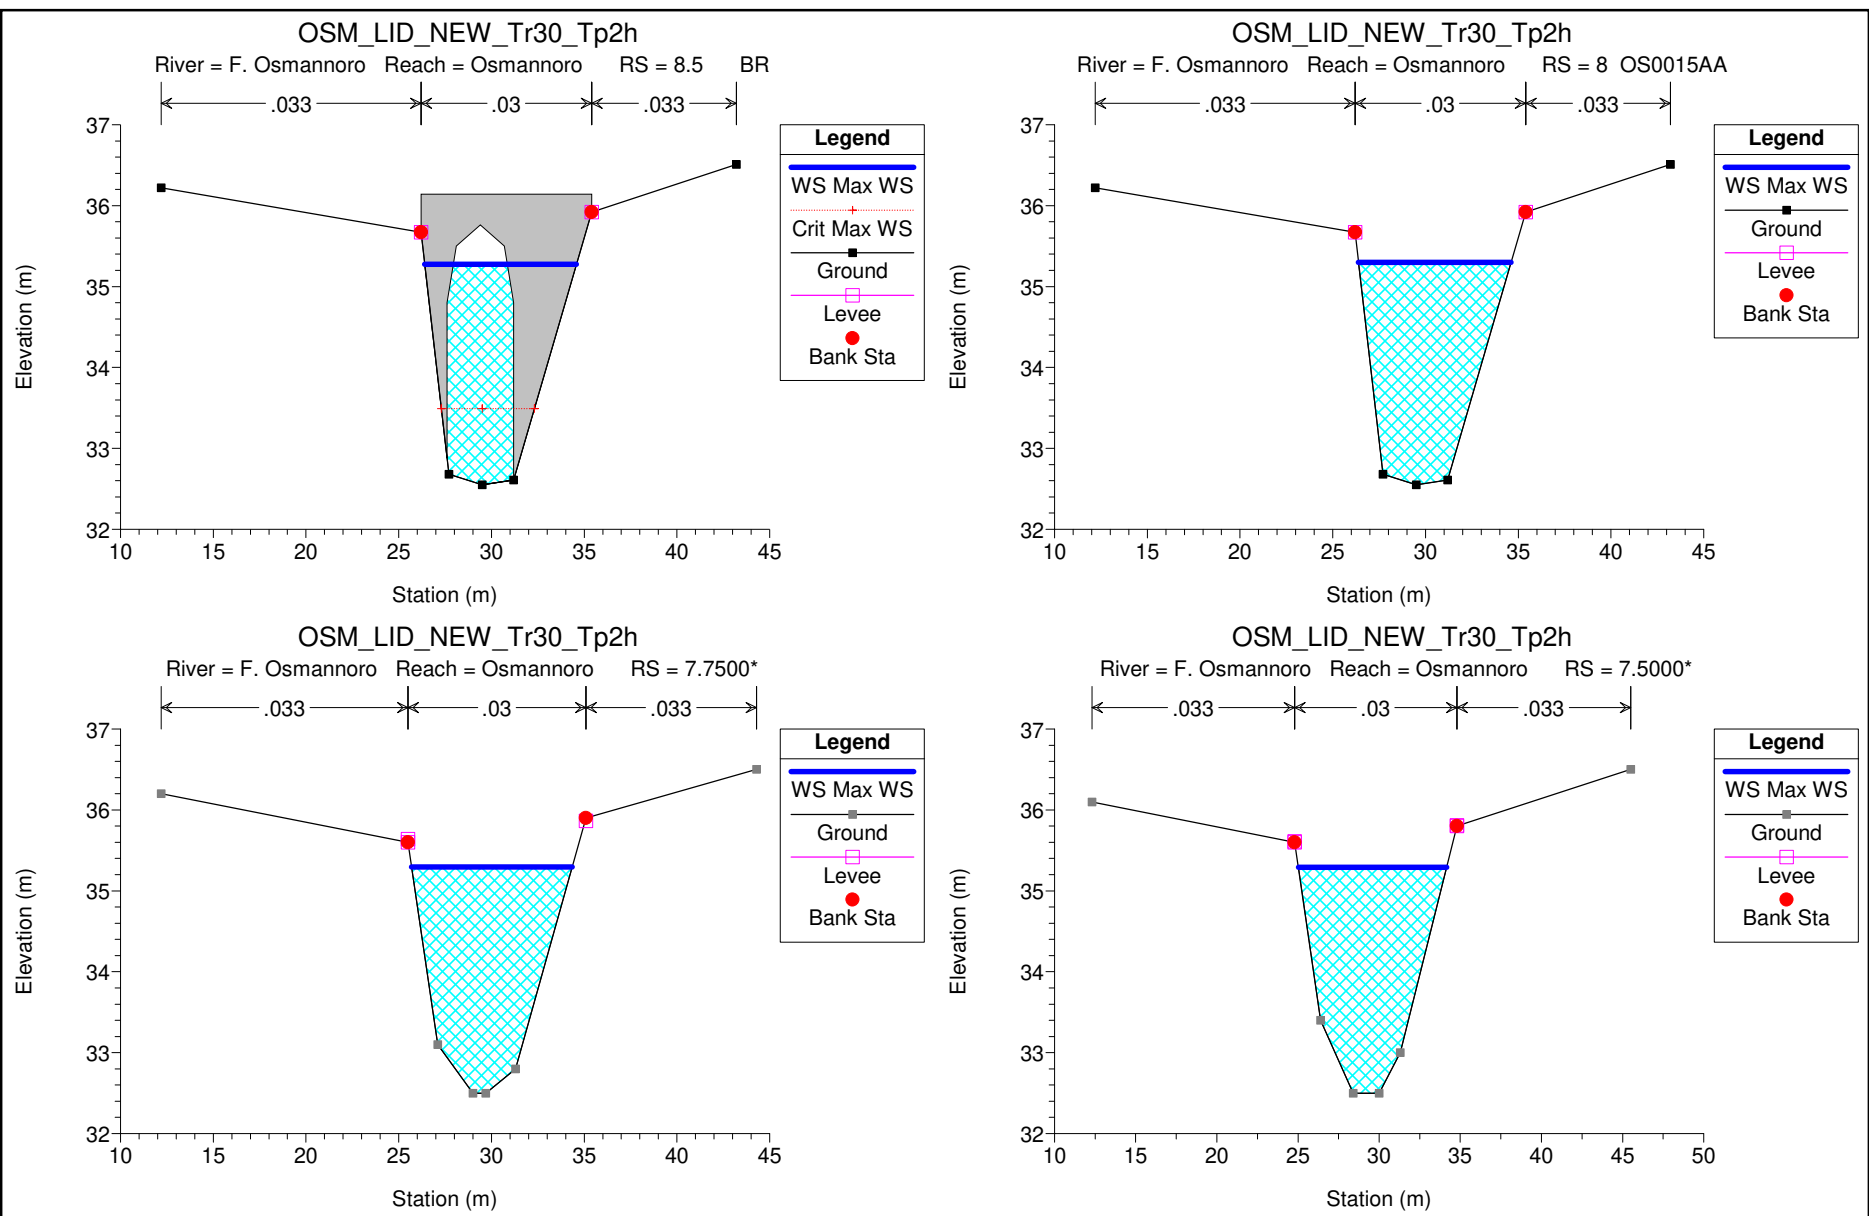 OSM_LID_NEW_Tr30_Tp2h
River = F. Osmannoro Reach = Osmannoro RS = 8.5 BR
.033 .03 .033
37
36
35
34
33
32
Elevation (m)
10 15 20 25 30 35 40 45
Station (m)
Legend
WS Max WS
Crit Max WS
Ground
Levee
Bank Sta
OSM_LID_NEW_Tr30_Tp2h
River = F. Osmannoro Reach = Osmannoro RS = 8 OS0015AA
.033 .03 .033
37
36
35
34
33
32
Elevation (m)
10 15 20 25 30 35 40 45
Station (m)
Legend
WS Max WS
Ground
Levee
Bank Sta
OSM_LID_NEW_Tr30_Tp2h
River = F. Osmannoro Reach = Osmannoro RS = 7.7500*
.033 .03 .033
37
36
35
34
33
32
Elevation (m)
10 15 20 25 30 35 40 45
Station (m)
Legend
WS Max WS
Ground
Levee
Bank Sta
OSM_LID_NEW_Tr30_Tp2h
River = F. Osmannoro Reach = Osmannoro RS = 7.5000*
.033 .03 .033
37
36
35
34
33
32
Elevation (m)
10 15 20 25 30 35 40 45 50
Station (m)
Legend
WS Max WS
Ground
Levee
Bank Sta